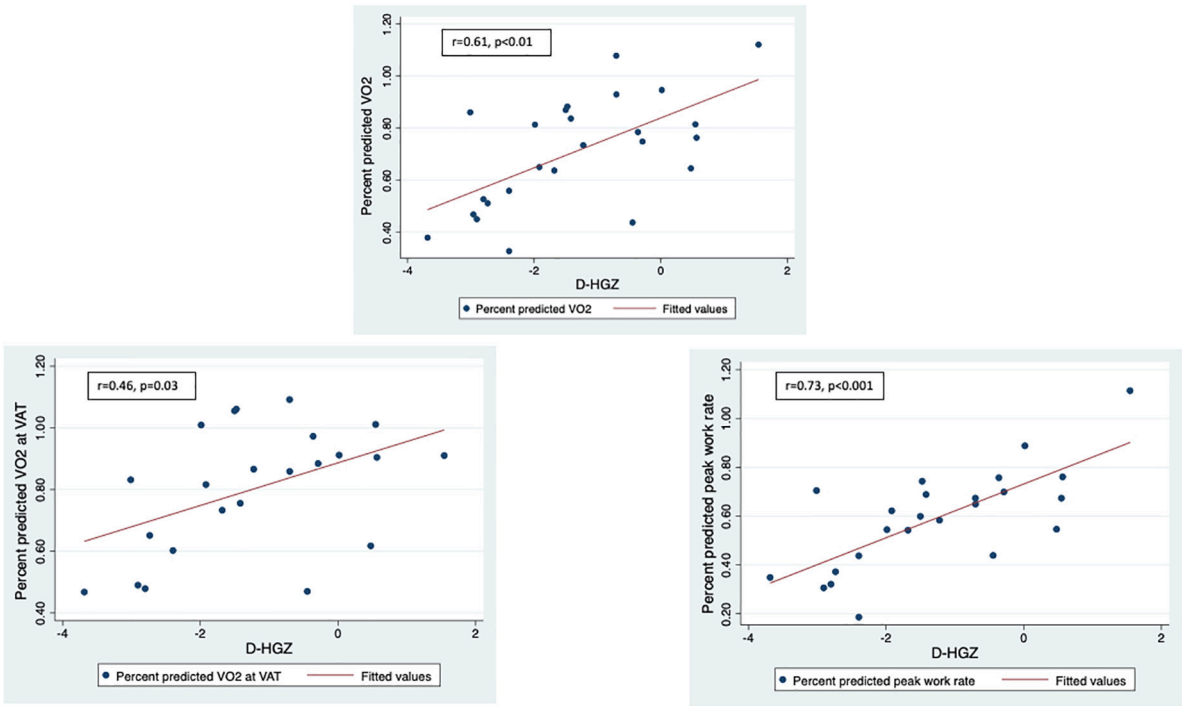 r=0.61, p<0.01
Percent predicted VO2
1.20
1.00
0.80
0.60
0.40
-4
-2
0
2
D-HGZ
Percent predicted VO2
Fitted values
r=0.46, p=0.03
Percent predicted VO2 at VAT
1.20
1.00
0.80
0.60
0.40
-4
-2
0
2
D-HGZ
Percent predicted VO2 at VAT
Fitted values
r=0.73, p<0.001
Percent predicted peak work rate
1.20
1.00
0.80
0.60
0.40
0.20
-4
-2
0
2
D-HGZ
Percent predicted peak work rate
Fitted values